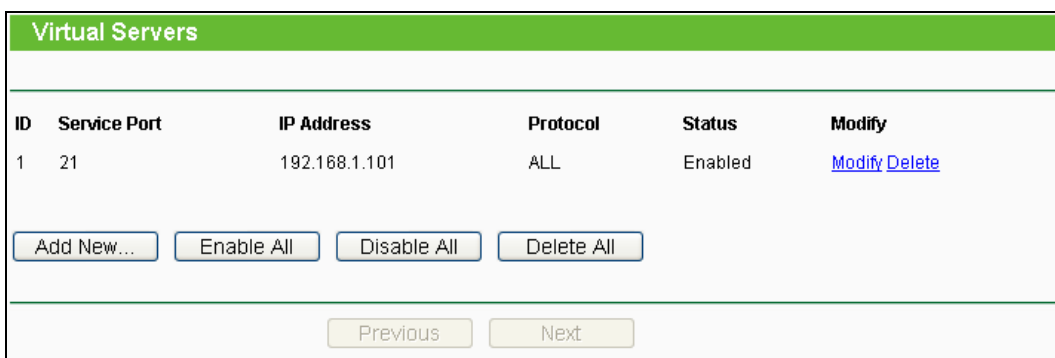 Virtual Servers
ID Service Port IP Address Protocol Status Modify
1 21 192.168.1.101 ALL Enabled Modify Delete
Add New... Enable All Disable All Delete All
Previous Next